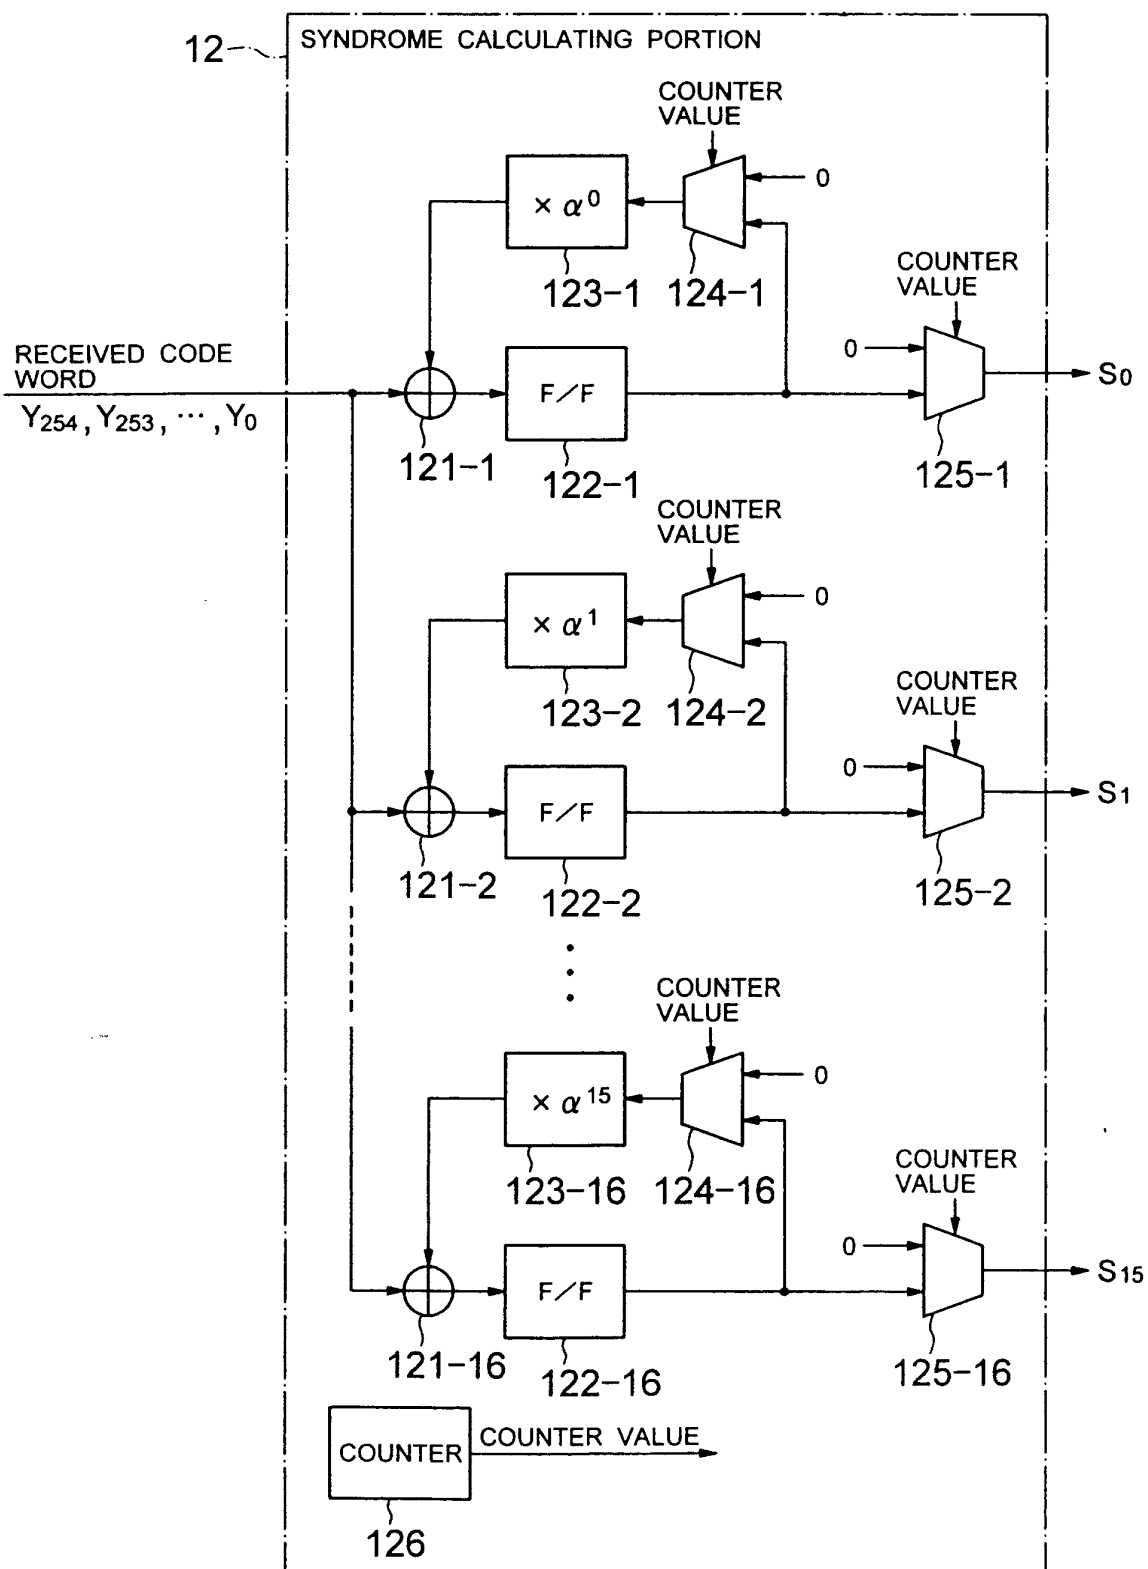 12
SYNDROME CALCULATING PORTION
COUNTER
VALUE
0
× α⁰
123-1
124-1
COUNTER
VALUE
RECEIVED CODE
WORD
Y254, Y253, ···, Y0
F/F
0
S0
121-1
122-1
125-1
COUNTER
VALUE
0
× α¹
123-2
124-2
COUNTER
VALUE
0
F/F
S1
121-2
122-2
125-2
COUNTER
VALUE
0
× α¹⁵
123-16
124-16
COUNTER
VALUE
0
F/F
S15
121-16
122-16
125-16
COUNTER
COUNTER VALUE
126